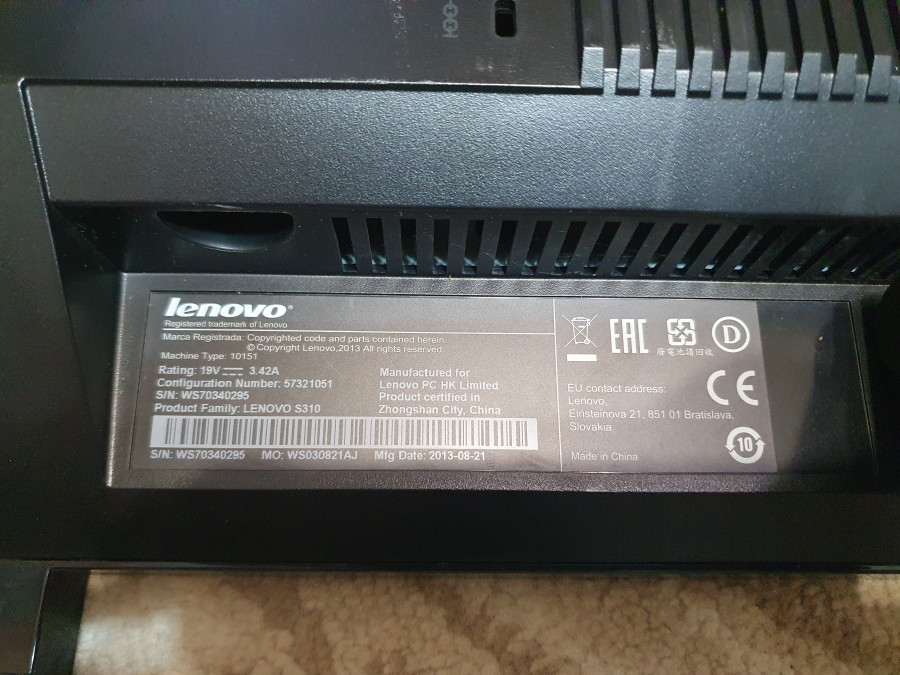 lenovo®
Registered trademark of Lenovo
Marca Registrada: Copyrighted code and parts contained herein.
©Copyright Lenovo,2013 All rights reserved.
Machine Type: 10151
Rating: 19V 3.42A
Configuration Number: 57321051
S/N: WS70340295
Product Family: LENOVO S310
Manufactured for
Lenovo PC HK Limited
Product certified in
Zhongshan City, China
S/N: WS70340295 MO: WS030821AJ Mfg Date: 2013-08-21
EAC
廢電池請回收
D
EU contact address:
Lenovo,
Einsteinova 21, 851 01 Bratislava,
Slovakia
CE
10
Made in China